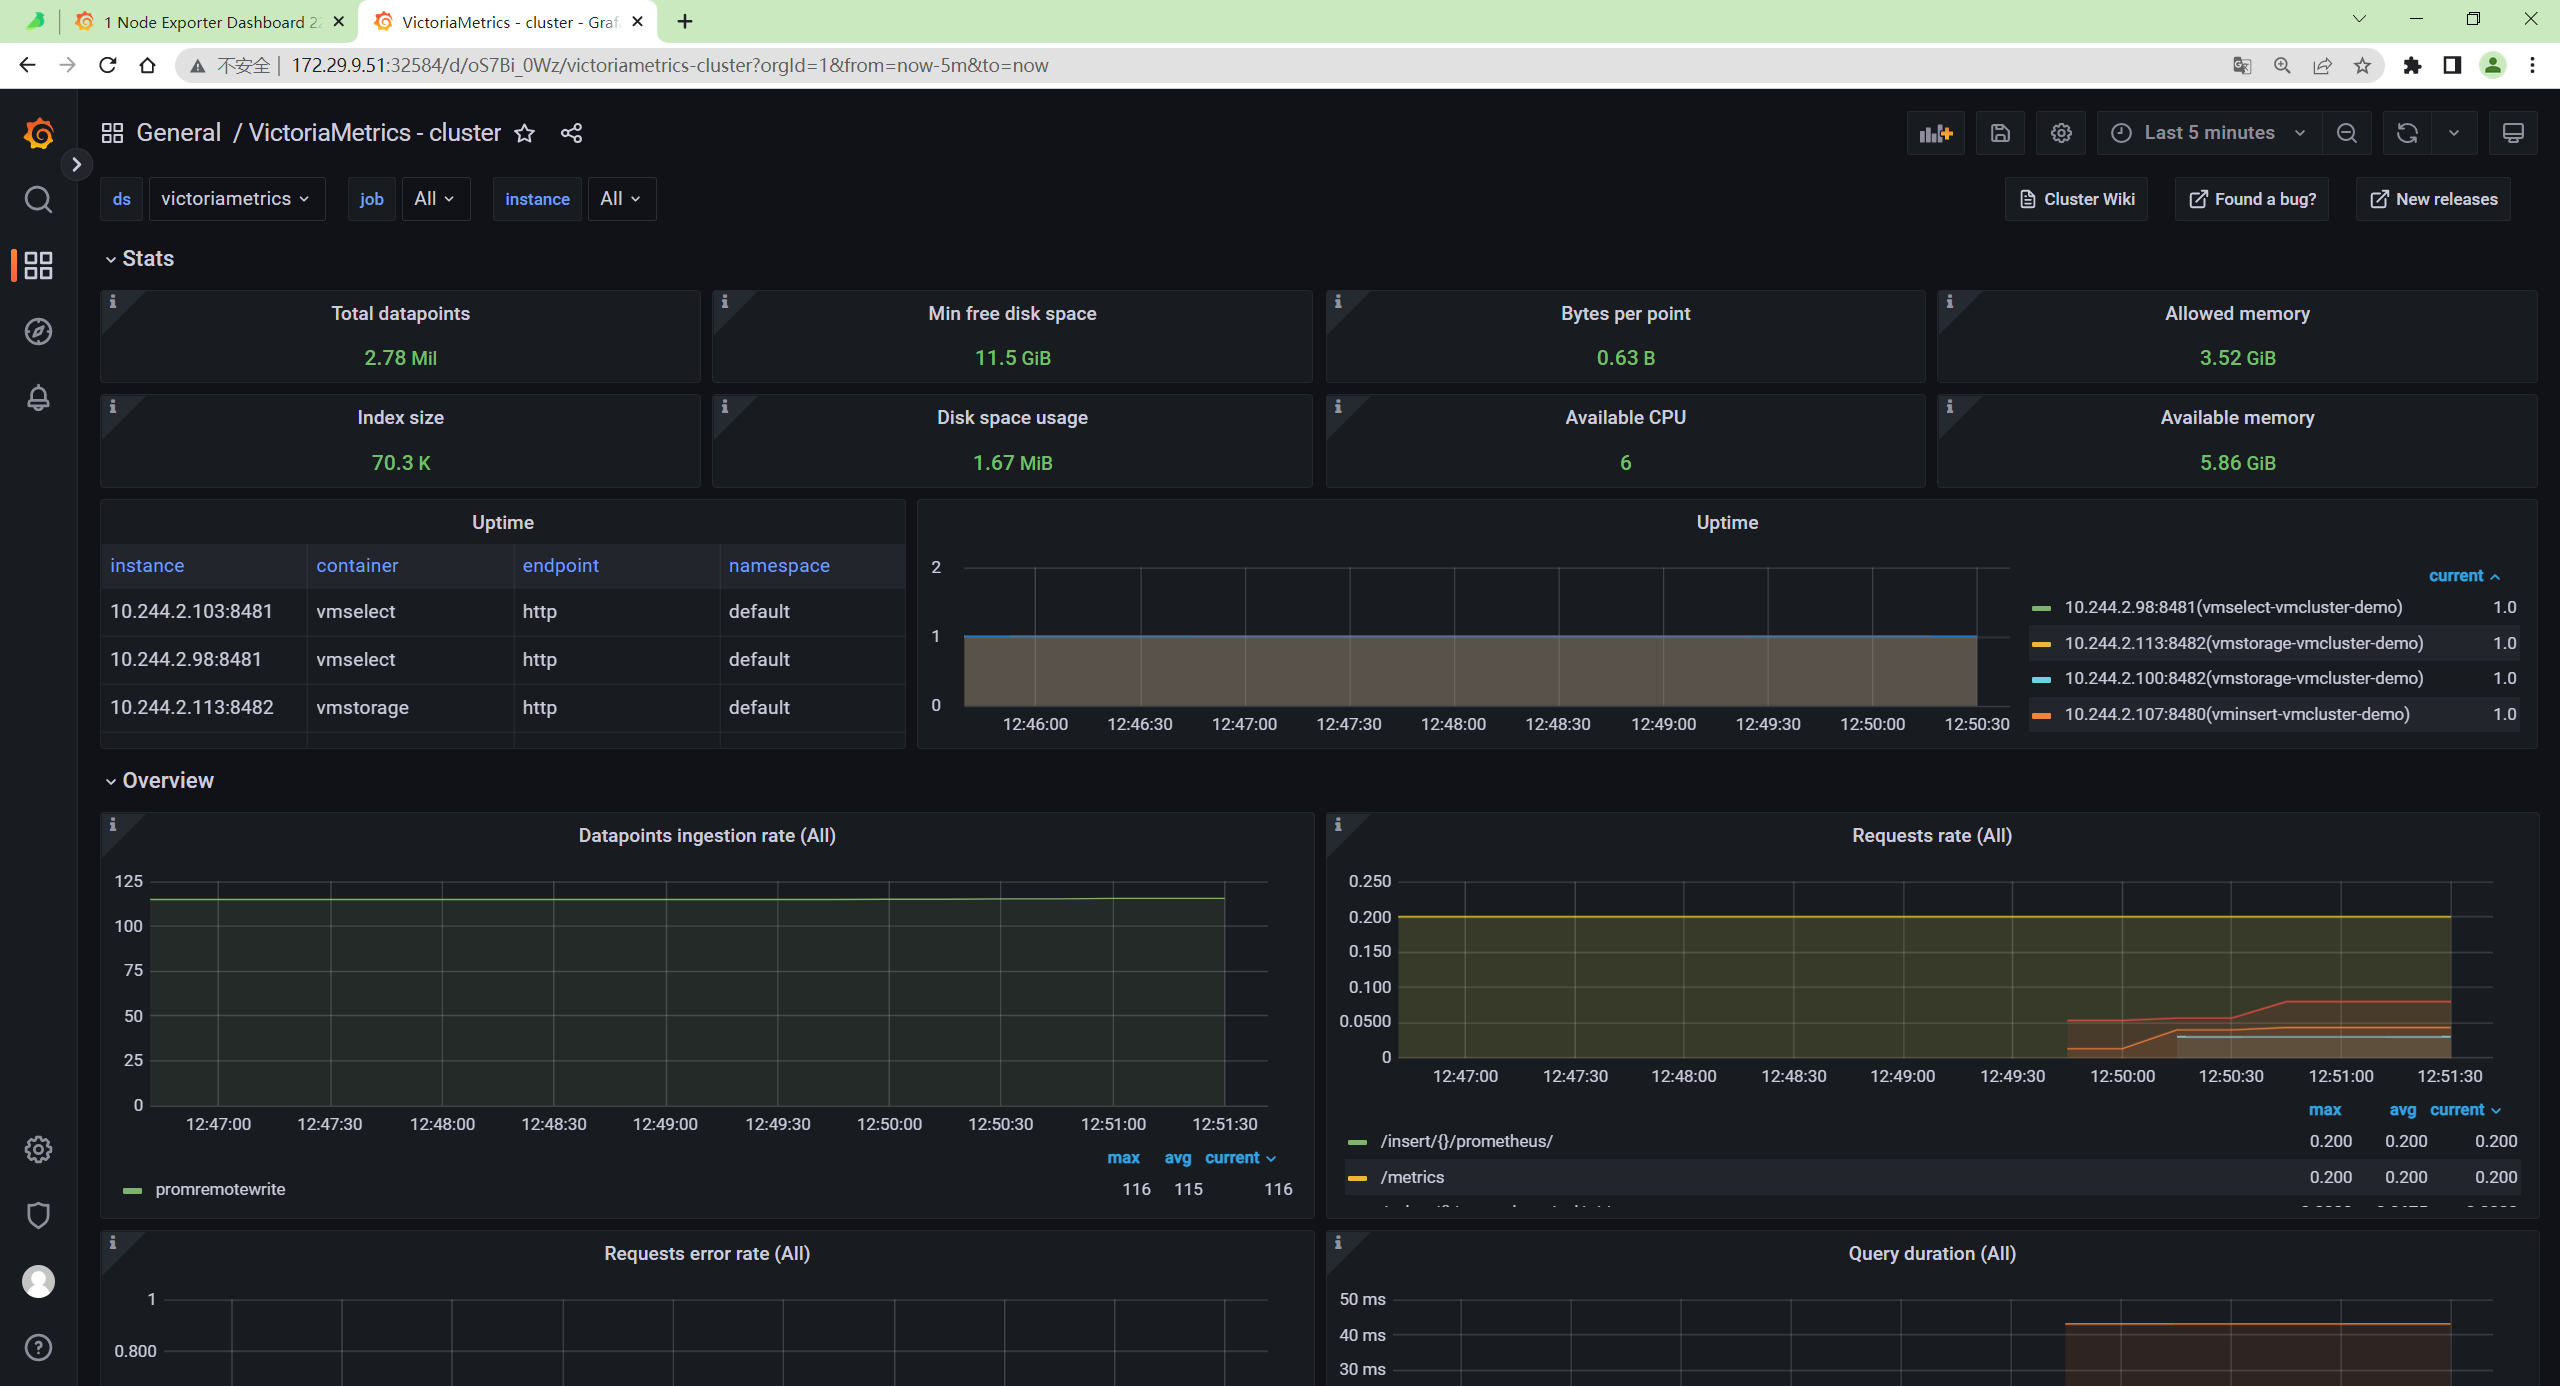 1 Node Exporter Dashboard 22
VictoriaMetrics - cluster - Graf
不安全 | 172.29.9.51:32584/d/oS7Bi_0Wz/victoriametrics-cluster?orgId=1&from=now-5m&to=now
General / VictoriaMetrics - cluster
Last 5 minutes
ds victoriametrics job All instance All
Cluster Wiki Found a bug? New releases
Stats
Total datapoints
2.78 Mil
Min free disk space
11.5 GiB
Bytes per point
0.63 B
Allowed memory
3.52 GiB
Index size
70.3 K
Disk space usage
1.67 MiB
Available CPU
6
Available memory
5.86 GiB
Uptime
instance container endpoint namespace
10.244.2.103:8481 vmselect http default
10.244.2.98:8481 vmselect http default
10.244.2.113:8482 vmstorage http default
Uptime
2
1
0
12:46:00 12:46:30 12:47:00 12:47:30 12:48:00 12:48:30 12:49:00 12:49:30 12:50:00 12:50:30
current
10.244.2.98:8481(vmselect-vmcluster-demo) 1.0
10.244.2.113:8482(vmstorage-vmcluster-demo) 1.0
10.244.2.100:8482(vmstorage-vmcluster-demo) 1.0
10.244.2.107:8480(vminsert-vmcluster-demo) 1.0
Overview
Datapoints ingestion rate (All)
125
100
75
50
25
0
12:47:00 12:47:30 12:48:00 12:48:30 12:49:00 12:49:30 12:50:00 12:50:30 12:51:00 12:51:30
max avg current
promremotewrite 116 115 116
Requests rate (All)
0.250
0.200
0.150
0.100
0.0500
0
12:47:00 12:47:30 12:48:00 12:48:30 12:49:00 12:49:30 12:50:00 12:50:30 12:51:00 12:51:30
max avg current
/insert/{}/prometheus/ 0.200 0.200 0.200
/metrics 0.200 0.200 0.200
Requests error rate (All)
1
0.800
Query duration (All)
50 ms
40 ms
30 ms